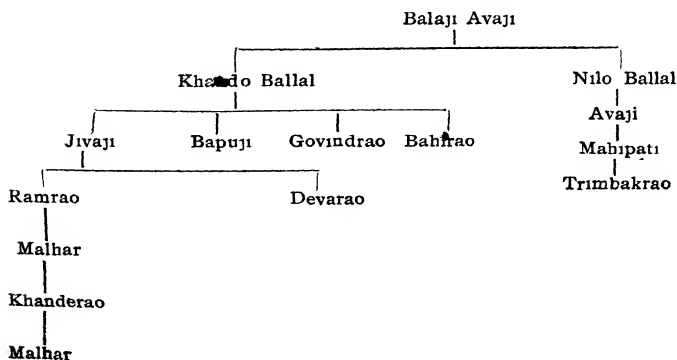 Balaji Avaji
Khando Ballal Nilo Ballal
Avaji
Jivaji Bapuji Govindrao Bahirao
Mahipati
Trimbakrao
Ramrao Devarao
Malhar
Khanderao
Malhar